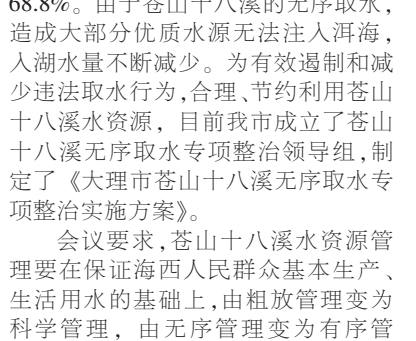 68.8%。由于苍山十八溪的无序取水，
造成大部分优质水源无法注入洱海，
入湖水量不断减少。为有效遏制和减
少违法取水行为，合理、节约利用苍山
十八溪水资源，目前我市成立了苍山
十八溪无序取水专项整治领导组，制
定了《大理市苍山十八溪无序取水专
项整治实施方案》。
会议要求，苍山十八溪水资源管
理要在保证海西人民群众基本生产、
生活用水的基础上，由粗放管理变为
科学管理，由无序管理变为有序管